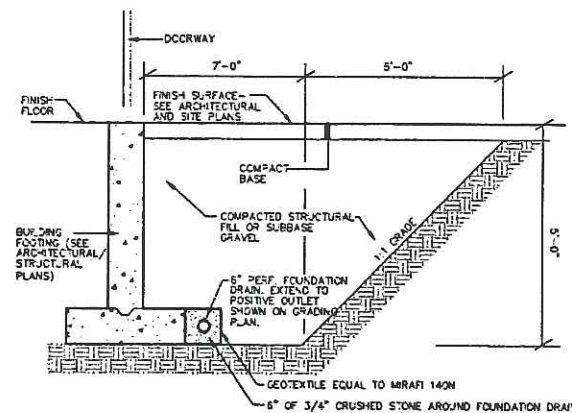 DOORWAY
7'-0"
5'-0"
FINISH
FLOOR
FINISH SURFACE-
SEE ARCHITECTURAL
AND SITE PLANS
COMPACT
BASE
COMPACTED STRUCTURAL
FILL OR SUBBASE
GRAVEL
1:1 GRADE
5'-0"
BUILDING
FOOTING (SEE
ARCHITECTURAL/
STRUCTURAL
PLANS)
6" PERF. FOUNDATION
DRAIN. EXTEND TO
POSITIVE OUTLET
SHOWN ON GRADING
PLAN.
GEOTEXTILE EQUAL TO MIRAFI 140N
6" OF 3/4" CRUSHED STONE AROUND FOUNDATION DRAIN